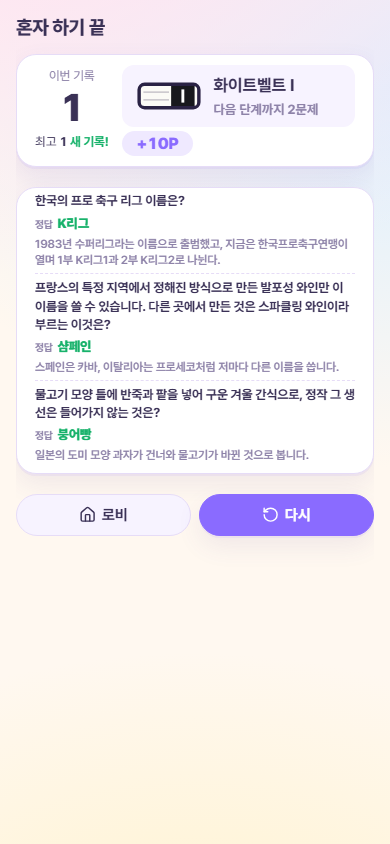 혼자 하기 끝
이번 기록
1
최고 1 새 기록!
화이트벨트 I
다음 단계까지 2문제
+10P
한국의 프로 축구 리그 이름은?
정답 K리그
1983년 수퍼리그라는 이름으로 출범했고, 지금은 한국프로축구연맹이
열며 1부 K리그1과 2부 K리그2로 나뉜다.
프랑스의 특정 지역에서 정해진 방식으로 만든 발포성 와인만 이
이름을 쓸 수 있습니다. 다른 곳에서 만든 것은 스파클링 와인이라
부르는 이것은?
정답 샴페인
스페인은 카바, 이탈리아는 프로세코처럼 저마다 다른 이름을 씁니다.
물고기 모양 틀에 반죽과 팥을 넣어 구운 겨울 간식으로, 정작 그 생
선은 들어가지 않는 것은?
정답 붕어빵
일본의 도미 모양 과자가 건너와 물고기가 바뀐 것으로 봅니다.
로비
다시